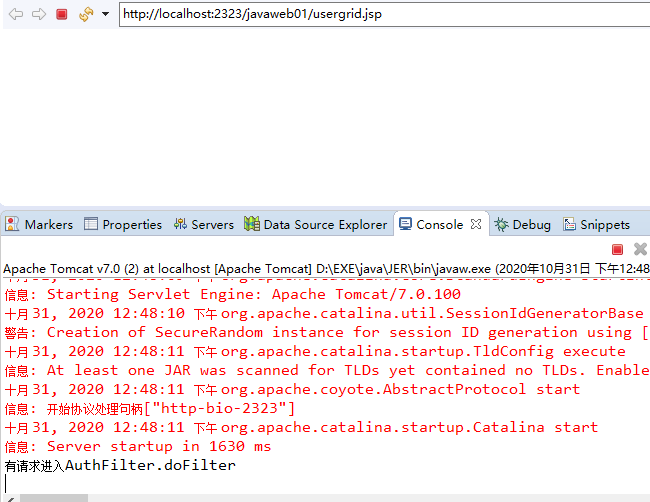 http://localhost:2323/javaweb01/usergrid.jsp
Markers Properties Servers Data Source Explorer Console Debug Snippets
Apache Tomcat v7.0 (2) at localhost [Apache Tomcat] D:\EXE\java\JER\bin\javaw.exe (2020年10月31日 下午12:48
信息: Starting Servlet Engine: Apache Tomcat/7.0.100
十月 31, 2020 12:48:10 下午 org.apache.catalina.util.SessionIdGeneratorBase
警告: Creation of SecureRandom instance for session ID generation using [
十月 31, 2020 12:48:11 下午 org.apache.catalina.startup.TldConfig execute
信息: At least one JAR was scanned for TLDs yet contained no TLDs. Enable
十月 31, 2020 12:48:11 下午 org.apache.coyote.AbstractProtocol start
信息: 开始协议处理句柄["http-bio-2323"]
十月 31, 2020 12:48:11 下午 org.apache.catalina.startup.Catalina start
信息: Server startup in 1630 ms
有请求进入AuthFilter.doFilter